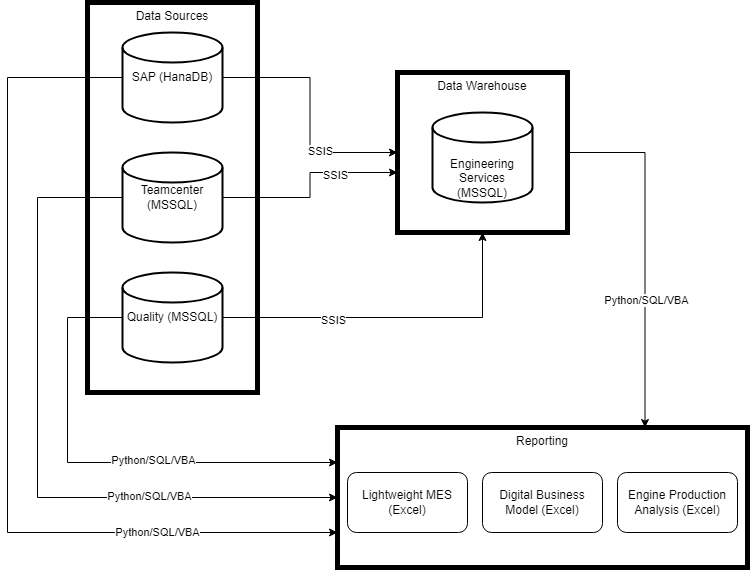 Data Sources
SAP (HanaDB)
Data Warehouse
SSIS
Engineering
Services
(MSSQL)
SSIS
Teamcenter
(MSSQL)
Quality (MSSQL)
SSIS
Python/SQL/VBA
Reporting
Python/SQL/VBA
Python/SQL/VBA
Python/SQL/VBA
Lightweight MES
(Excel)
Digital Business
Model (Excel)
Engine Production
Analysis (Excel)